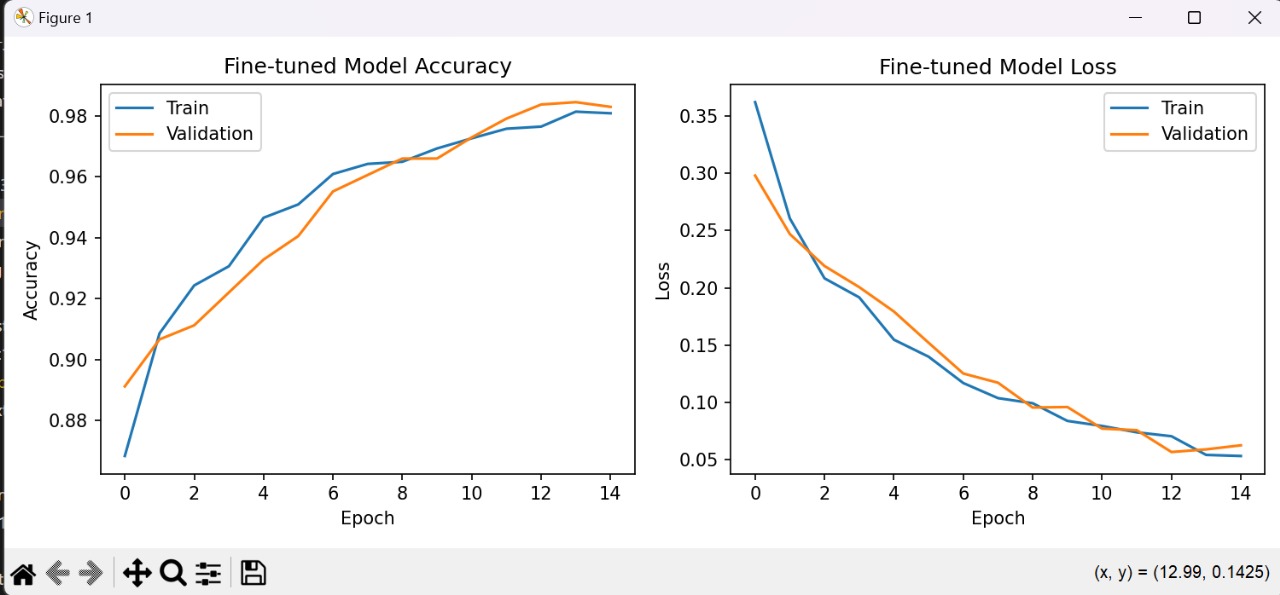 Figure 1
Fine-tuned Model Accuracy
Train
Validation
0.98
0.96
0.94
0.92
0.90
0.88
Accuracy
0 2 4 6 8 10 12 14
Epoch
Fine-tuned Model Loss
Train
Validation
0.35
0.30
0.25
0.20
0.15
0.10
0.05
Loss
0 2 4 6 8 10 12 14
Epoch
(x, y) = (12.99, 0.1425)